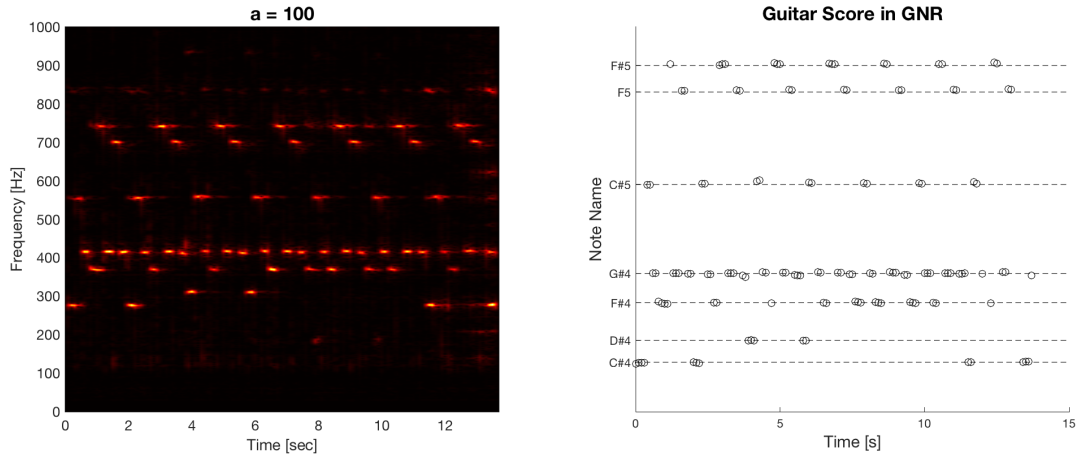 a = 100
1000
900
800
700
600
500
400
300
200
100
0
Frequency [Hz]
0 2 4 6 8 10 12
Time [sec]
Guitar Score in GNR
F#5
F5
C#5
G#4
F#4
D#4
C#4
Note Name
0 5 10 15
Time [s]